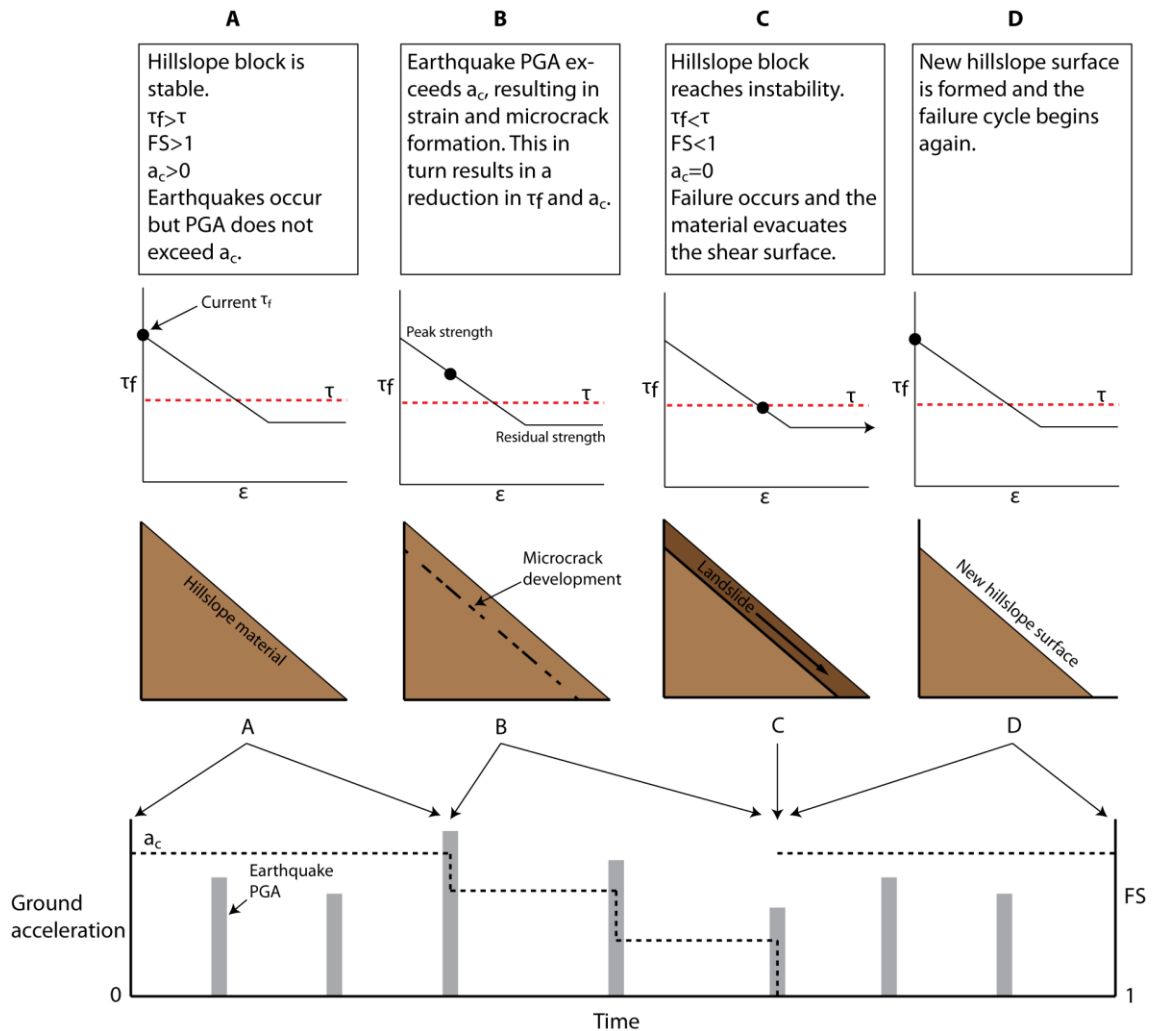 A
B
C
D
Hillslope block is
stable.
τf>τ
FS>1
ac>0
Earthquakes occur
but PGA does not
exceed ac.
Earthquake PGA ex-
ceeds ac, resulting in
strain and microcrack
formation. This in
turn results in a
reduction in τf and ac.
Hillslope block
reaches instability.
τf<τ
FS<1
ac=0
Failure occurs and the
material evacuates
the shear surface.
New hillslope surface
is formed and the
failure cycle begins
again.
Current τf
τf
τ
ε
Peak strength
τf
τ
Residual strength
ε
τf
τ
ε
τf
τ
ε
Hillslope material
Microcrack
development
Landslide
New hillslope surface
A
B
C
D
ac
Earthquake
PGA
Ground
acceleration
FS
0
1
Time